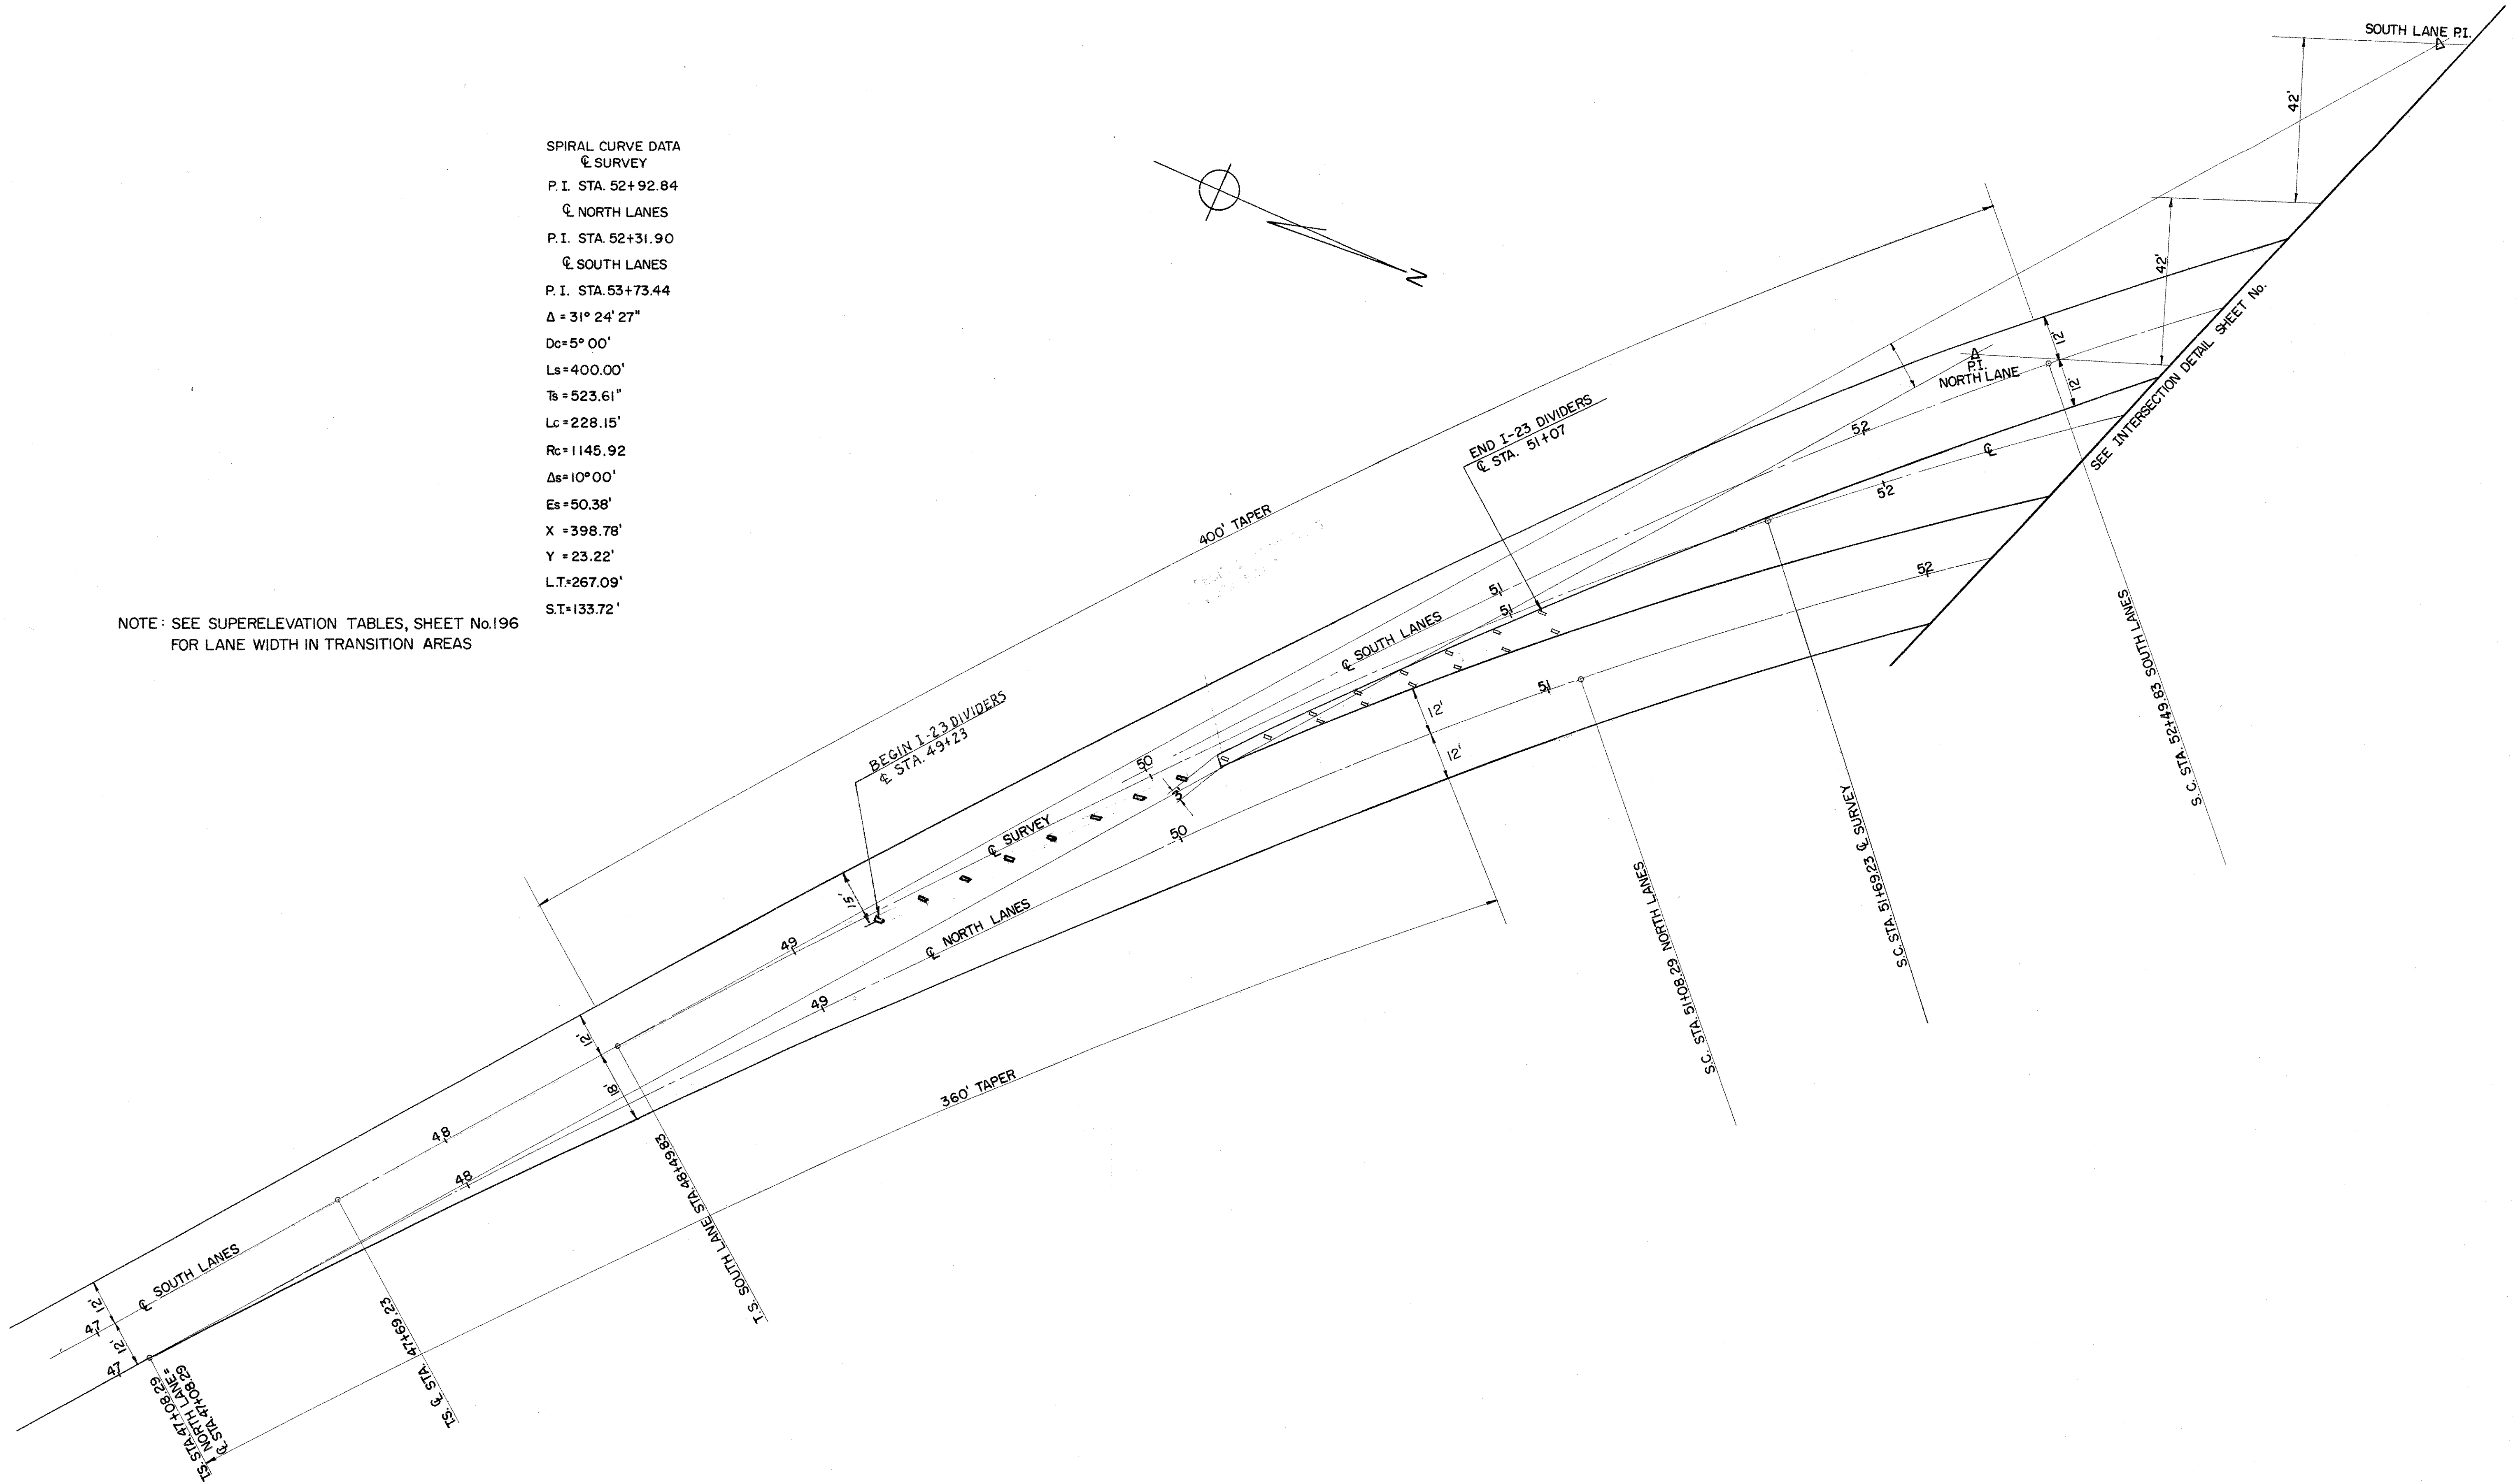 SPIRAL CURVE DATA
℄ SURVEY
P. I. STA. 52+92.84
℄ NORTH LANES
P. I. STA. 52+31.90
℄ SOUTH LANES
P. I. STA. 53+73.44
Δ = 31° 24' 27"
Dc=5° 00'
Ls=400.00'
Ts =523.61"
Lc =228.15'
Rc=1145.92
Δs=10°00'
Es=50.38'
X =398.78'
Y =23.22'
L.T.=267.09'
S.T.=133.72'
NOTE: SEE SUPERELEVATION TABLES, SHEET No.196
FOR LANE WIDTH IN TRANSITION AREAS
N
SOUTH LANE P.I.
Δ
42'
42'
12'
12'
Δ
P.I.
NORTH LANE
SEE INTERSECTION DETAIL SHEET No.
END I-23 DIVIDERS
℄ STA. 51+07
400' TAPER
52
℄
52
52
51
51
℄ SOUTH LANES
51
12'
12'
BEGIN I-23 DIVIDERS
℄ STA. 49+23
50
3'
℄ SURVEY
50
15'
℄ NORTH LANES
49
49
12'
18'
360' TAPER
48
48
℄ SOUTH LANES
12'
47
12'
47
T.S. STA.47+08.29
NORTH LANE=
℄ STA.47+08.29
T.S. ℄ STA. 47+69.23
T.S. SOUTH LANE STA.48+49.83
S.C. STA. 51+08.29 NORTH LANES
S.C. STA. 51+69.23 ℄ SURVEY
S.C. STA. 52+49.83 SOUTH LANES